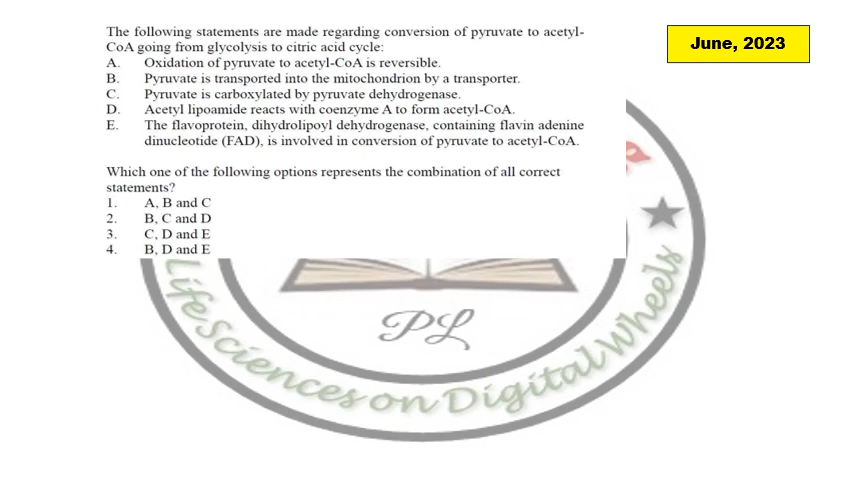 The following statements are made regarding conversion of pyruvate to acetyl-
CoA going from glycolysis to citric acid cycle:
A. Oxidation of pyruvate to acetyl-CoA is reversible.
B. Pyruvate is transported into the mitochondrion by a transporter.
C. Pyruvate is carboxylated by pyruvate dehydrogenase.
D. Acetyl lipoamide reacts with coenzyme A to form acetyl-CoA.
E. The flavoprotein, dihydrolipoyl dehydrogenase, containing flavin adenine
dinucleotide (FAD), is involved in conversion of pyruvate to acetyl-CoA.
Which one of the following options represents the combination of all correct
statements?
1. A, B and C
2. B, C and D
3. C, D and E
4. B, D and E
June, 2023
PL
Life Sciences on Digital Wheels